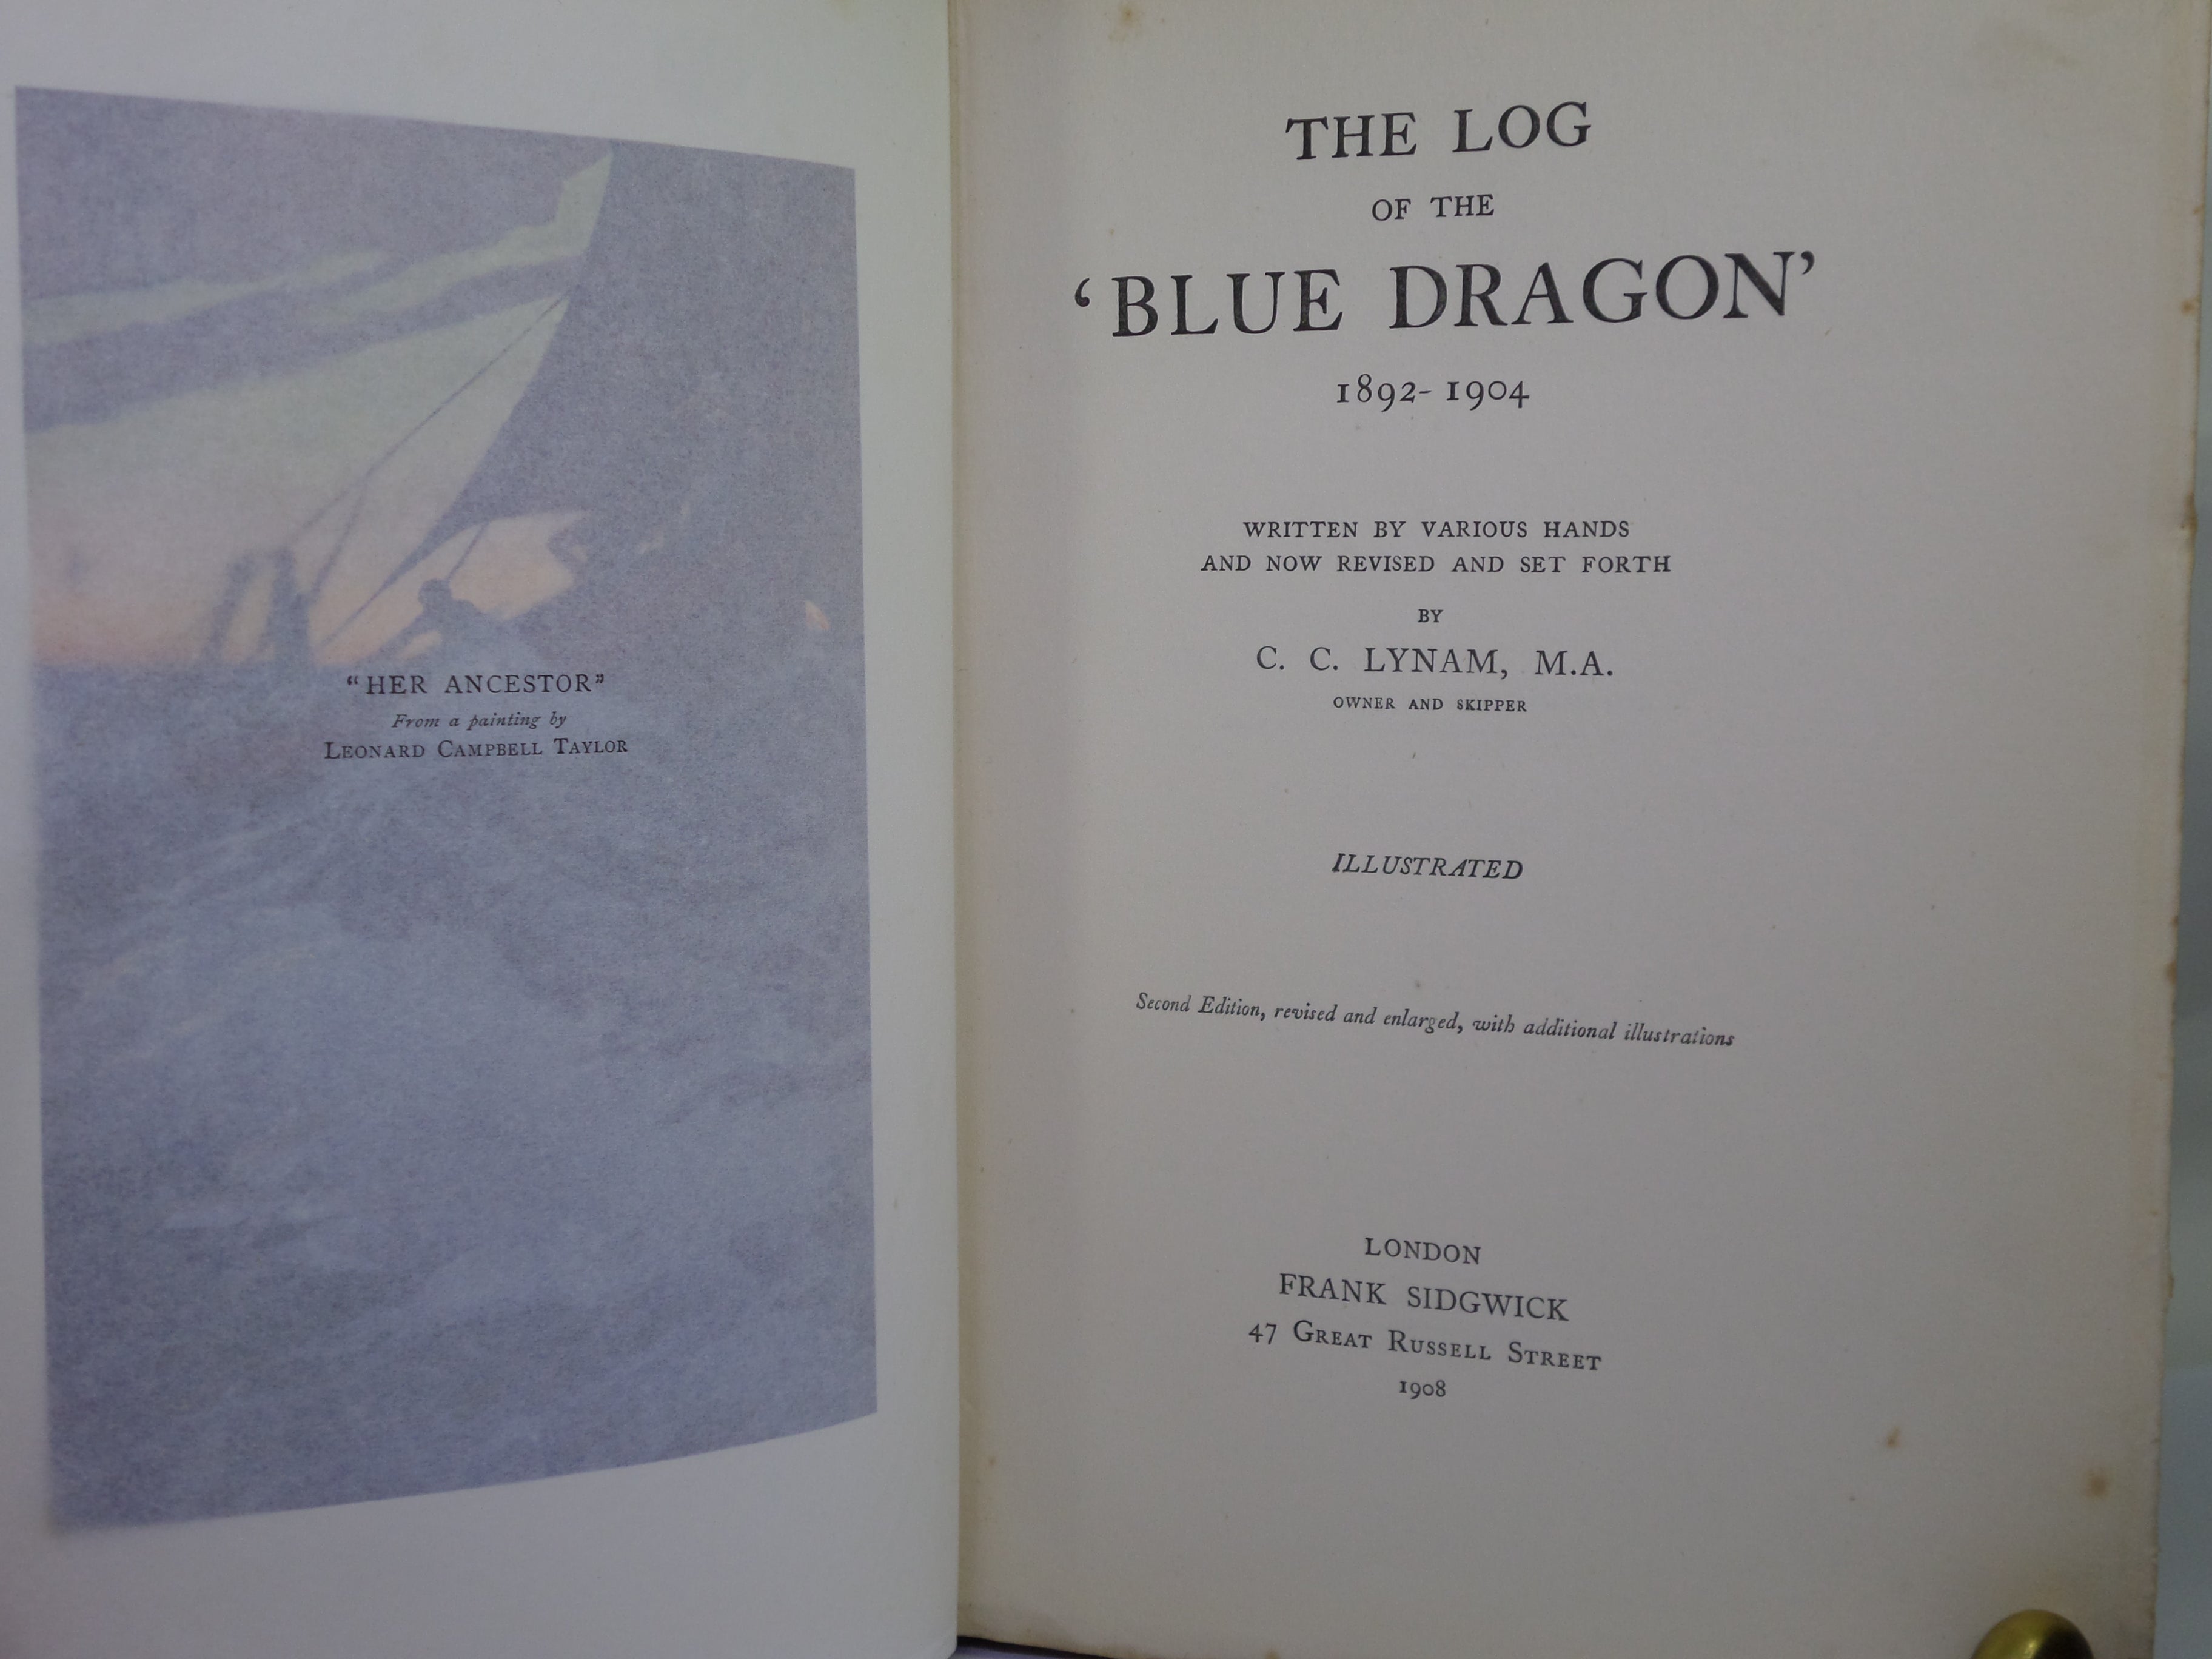 “HER ANCESTOR”
From a painting by
LEONARD CAMPBELL TAYLOR
THE LOG
OF THE
‘BLUE DRAGON’
1892-1904
WRITTEN BY VARIOUS HANDS
AND NOW REVISED AND SET FORTH
BY
C. C. LYNAM, M.A.
OWNER AND SKIPPER
ILLUSTRATED
Second Edition, revised and enlarged, with additional illustrations
LONDON
FRANK SIDGWICK
47 GREAT RUSSELL STREET
1908